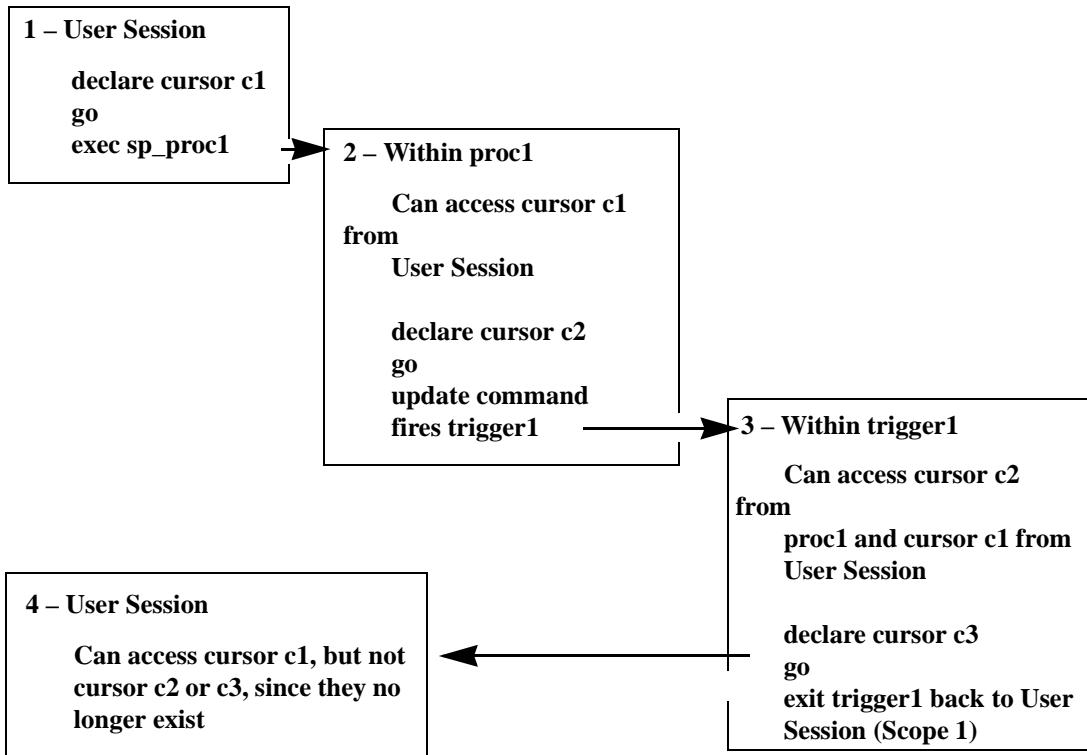 1 – User Session
declare cursor c1
go
exec sp_proc1
2 – Within proc1
Can access cursor c1
from
User Session
declare cursor c2
go
update command
fires trigger1
3 – Within trigger1
Can access cursor c2
from
proc1 and cursor c1 from
User Session
declare cursor c3
go
exit trigger1 back to User
Session (Scope 1)
4 – User Session
Can access cursor c1, but not
cursor c2 or c3, since they no
longer exist